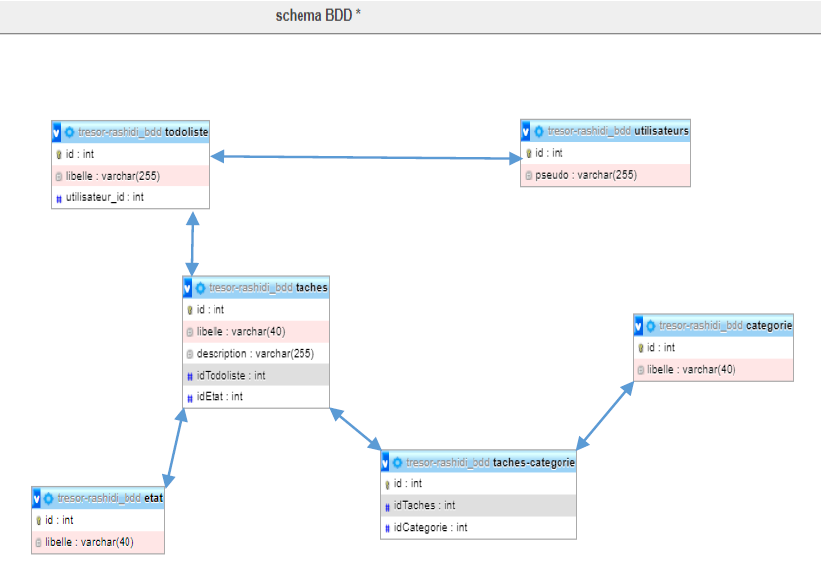 schema BDD *
tresor-rashidi_bdd todoliste
id : int
libelle : varchar(255)
utilisateur_id : int
tresor-rashidi_bdd utilisateurs
id : int
pseudo : varchar(255)
tresor-rashidi_bdd taches
id : int
libelle : varchar(40)
description : varchar(255)
idTodoliste : int
idEtat : int
tresor-rashidi_bdd categorie
id : int
libelle : varchar(40)
tresor-rashidi_bdd taches-categorie
id : int
idTaches : int
idCategorie : int
tresor-rashidi_bdd etat
id : int
libelle : varchar(40)